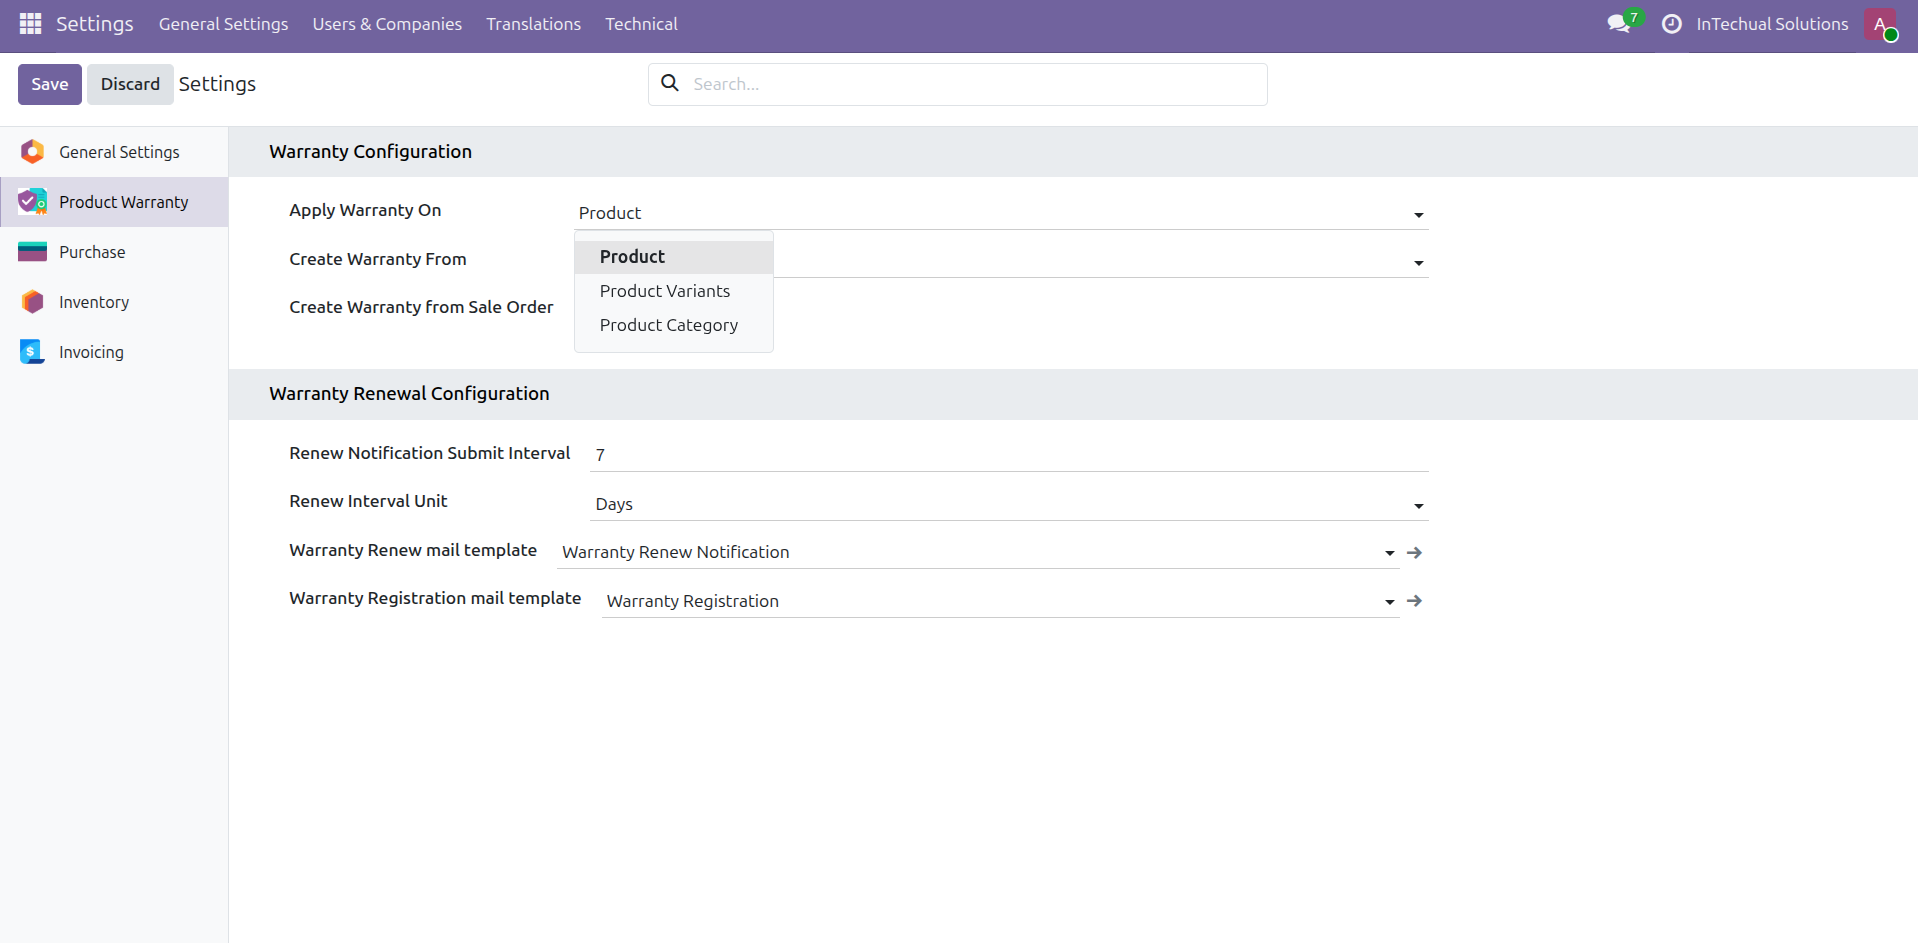 Settings General Settings Users & Companies Translations Technical 7 InTechual Solutions A
Save Discard Settings Search...
General Settings
Product Warranty
Purchase
Inventory
Invoicing
Warranty Configuration
Apply Warranty On Product
Product
Product Variants
Product Category
Create Warranty From
Create Warranty from Sale Order
Warranty Renewal Configuration
Renew Notification Submit Interval 7
Renew Interval Unit Days
Warranty Renew mail template Warranty Renew Notification
Warranty Registration mail template Warranty Registration